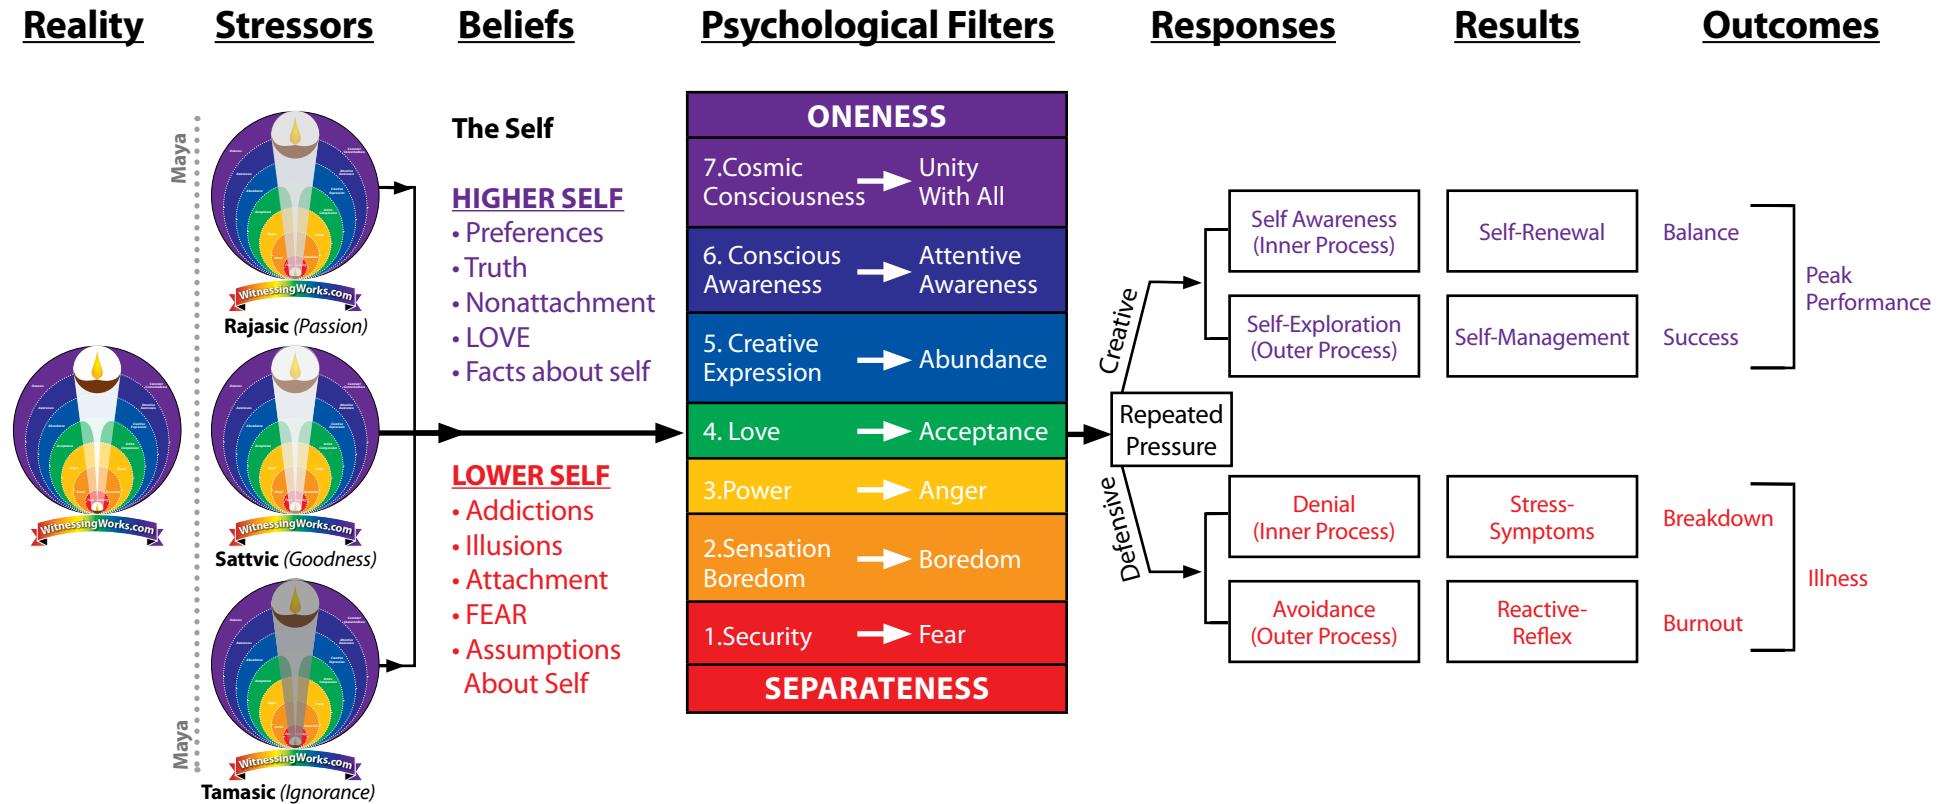 Reality
Stressors
Beliefs
Psychological Filters
Responses
Results
Outcomes
Maya
Maya
WitnessingWorks.com
WitnessingWorks.com
Rajasic (Passion)
WitnessingWorks.com
Sattvic (Goodness)
WitnessingWorks.com
Tamasic (Ignorance)
The Self
HIGHER SELF
• Preferences
• Truth
• Nonattachment
• LOVE
• Facts about self
LOWER SELF
• Addictions
• Illusions
• Attachment
• FEAR
• Assumptions
About Self
ONENESS
7.Cosmic
Consciousness
Unity
With All
6. Conscious
Awareness
Attentive
Awareness
5. Creative
Expression
Abundance
4. Love
Acceptance
3.Power
Anger
2.Sensation
Boredom
Boredom
1.Security
Fear
SEPARATENESS
Creative
Repeated
Pressure
Defensive
Self Awareness
(Inner Process)
Self-Renewal
Balance
Self-Exploration
(Outer Process)
Self-Management
Success
Peak
Performance
Denial
(Inner Process)
Stress-
Symptoms
Breakdown
Avoidance
(Outer Process)
Reactive-
Reflex
Burnout
Illness